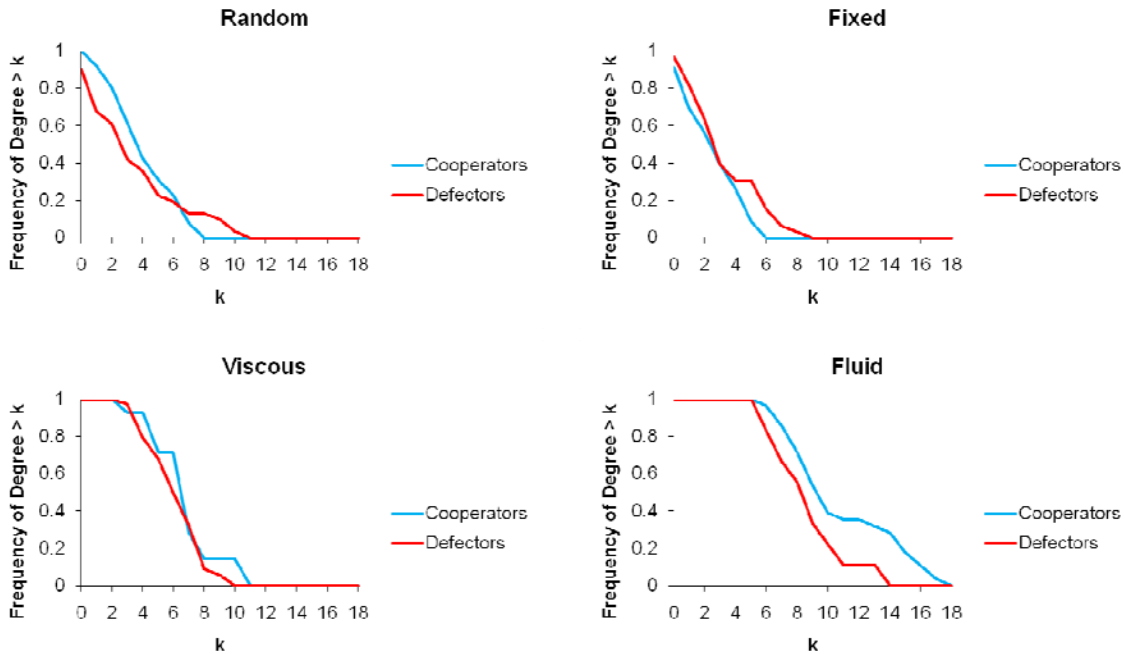 Random
Frequency of Degree > k
1
0.8
0.6
0.4
0.2
0
0 2 4 6 8 10 12 14 16 18
k
Cooperators
Defectors
Fixed
Frequency of Degree > k
1
0.8
0.6
0.4
0.2
0
0 2 4 6 8 10 12 14 16 18
k
Cooperators
Defectors
Viscous
Frequency of Degree > k
1
0.8
0.6
0.4
0.2
0
0 2 4 6 8 10 12 14 16 18
k
Cooperators
Defectors
Fluid
Frequency of Degree > k
1
0.8
0.6
0.4
0.2
0
0 2 4 6 8 10 12 14 16 18
k
Cooperators
Defectors